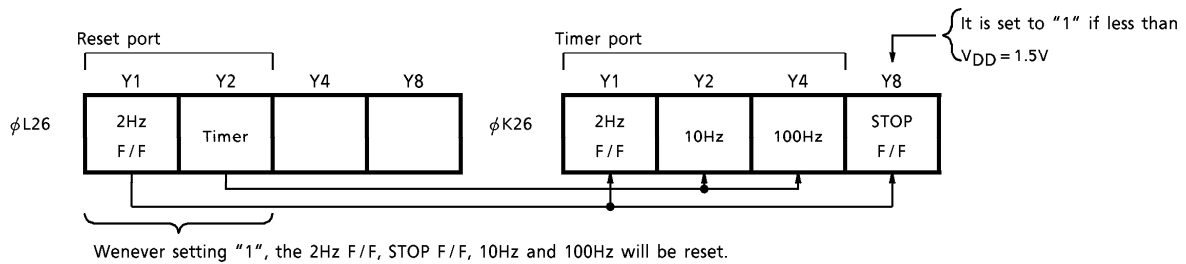 It is set to “1” if less than
VDD = 1.5V
Reset port
Timer port
Y1 Y2 Y4 Y8
Y1 Y2 Y4 Y8
ϕL26
2Hz F/F
Timer
ϕK26
2Hz F/F
10Hz
100Hz
STOP F/F
Wenever setting “1”, the 2Hz F/F, STOP F/F, 10Hz and 100Hz will be reset.